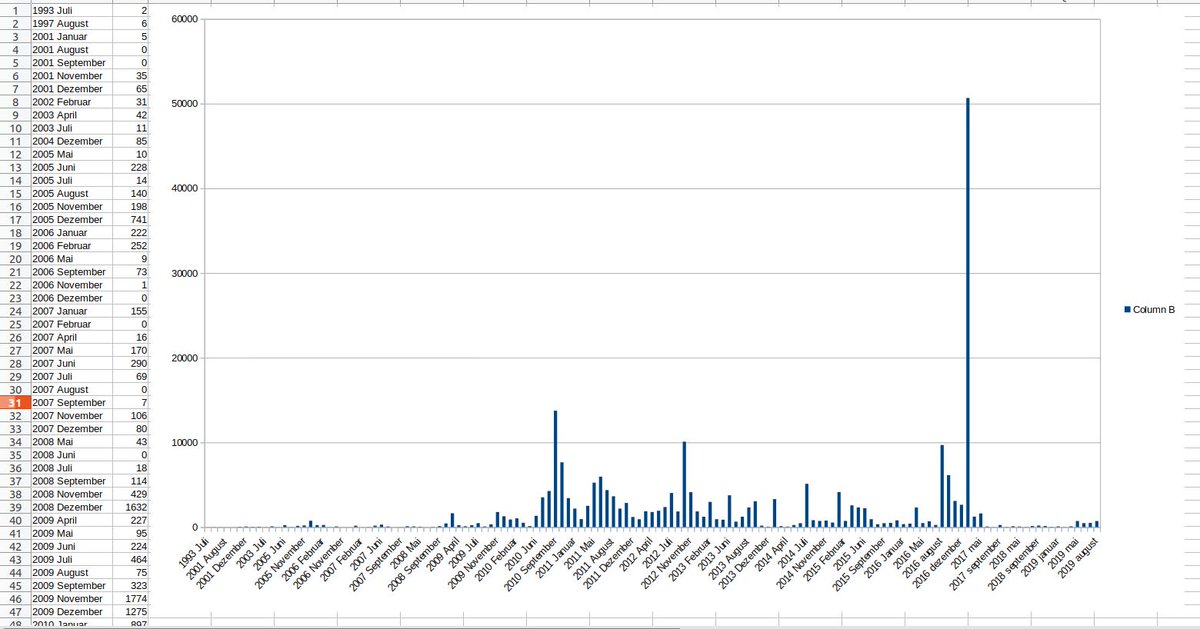 1 1993 Juli 2
2 1997 August 6
3 2001 Januar 5
4 2001 August 0
5 2001 September 0
6 2001 November 35
7 2001 Dezember 65
8 2002 Februar 31
9 2003 April 42
10 2003 Juli 11
11 2004 Dezember 85
12 2005 Mai 10
13 2005 Juni 228
14 2005 Juli 14
15 2005 August 140
16 2005 November 198
17 2005 Dezember 741
18 2006 Januar 222
19 2006 Februar 252
20 2006 Mai 9
21 2006 September 73
22 2006 November 1
23 2006 Dezember 0
24 2007 Januar 155
25 2007 Februar 0
26 2007 April 16
27 2007 Mai 170
28 2007 Juni 290
29 2007 Juli 69
30 2007 August 0
31 2007 September 7
32 2007 November 106
33 2007 Dezember 80
34 2008 Mai 43
35 2008 Juni 0
36 2008 Juli 18
37 2008 September 114
38 2008 November 429
39 2008 Dezember 1632
40 2009 April 227
41 2009 Mai 95
42 2009 Juni 224
43 2009 Juli 464
44 2009 August 75
45 2009 September 323
46 2009 November 1774
47 2009 Dezember 1275
48 2010 Januar 897
60000
50000
40000
30000
20000
10000
0
Column B
1993 Juli
2001 August
2001 Dezember
2003 Juli
2005 Juni
2005 November
2006 Februar
2006 November
2007 Februar
2007 Juni
2007 September
2008 Mai
2008 September
2009 April
2009 Juli
2009 November
2010 Februar
2010 Juni
2010 September
2011 Januar
2011 Mai
2011 August
2011 Dezember
2012 April
2012 Juli
2012 November
2013 Februar
2013 Juni
2013 August
2013 Dezember
2014 April
2014 Juli
2014 November
2015 Februar
2015 Juni
2015 September
2016 Januar
2016 Mai
2016 august
2016 dezember
2017 mai
2017 september
2018 mai
2018 september
2019 januar
2019 mai
2019 august